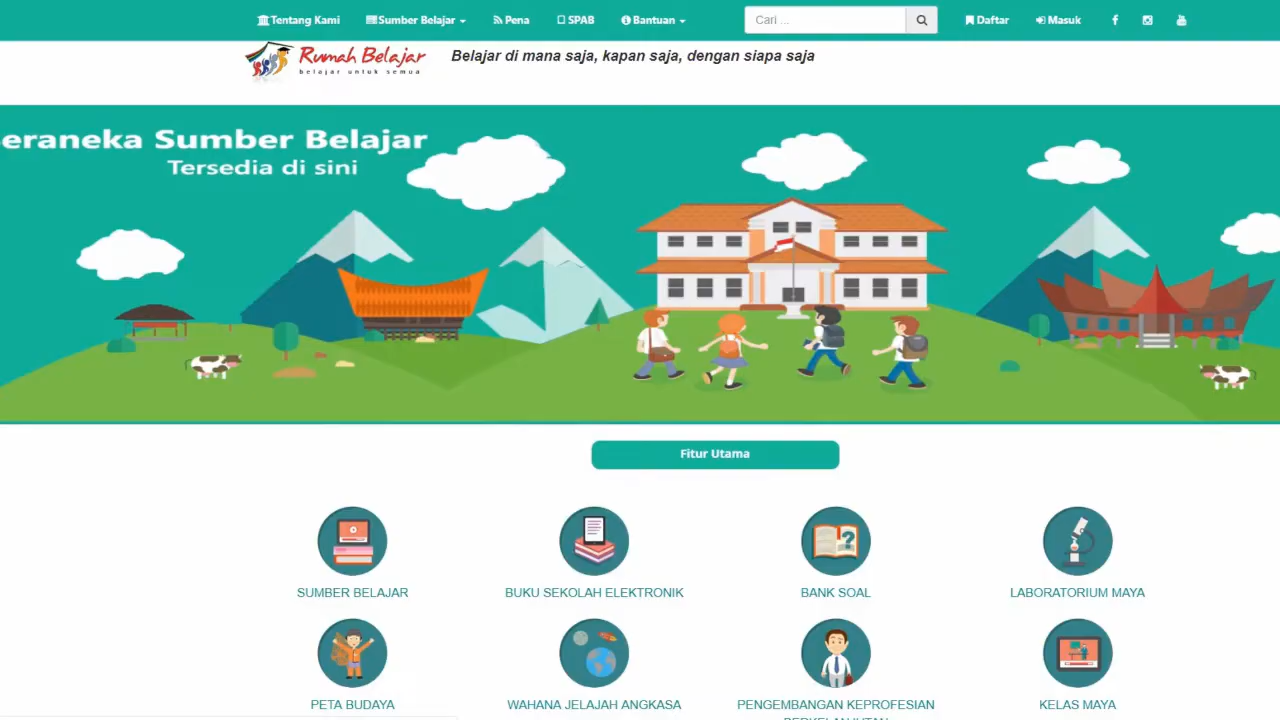 Tentang Kami Sumber Belajar Pena SPAB Bantuan Cari ... Daftar Masuk
Rumah Belajar
belajar untuk semua
Belajar di mana saja, kapan saja, dengan siapa saja
eraneka Sumber Belajar
Tersedia di sini
Fitur Utama
SUMBER BELAJAR
BUKU SEKOLAH ELEKTRONIK
BANK SOAL
LABORATORIUM MAYA
PETA BUDAYA
WAHANA JELAJAH ANGKASA
PENGEMBANGAN KEPROFESIAN
BERKELANJUTAN
KELAS MAYA